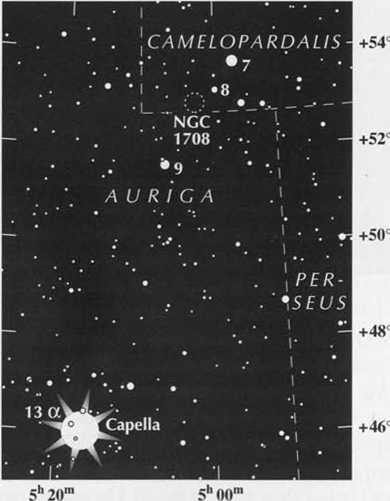 CAMELOPARDALIS
+54°
7
8
NGC
1708
+52°
9
AURIGA
+50°
PER-
SEUS
+48°
13 α
Capella
+46°
5h 20m
5h 00m